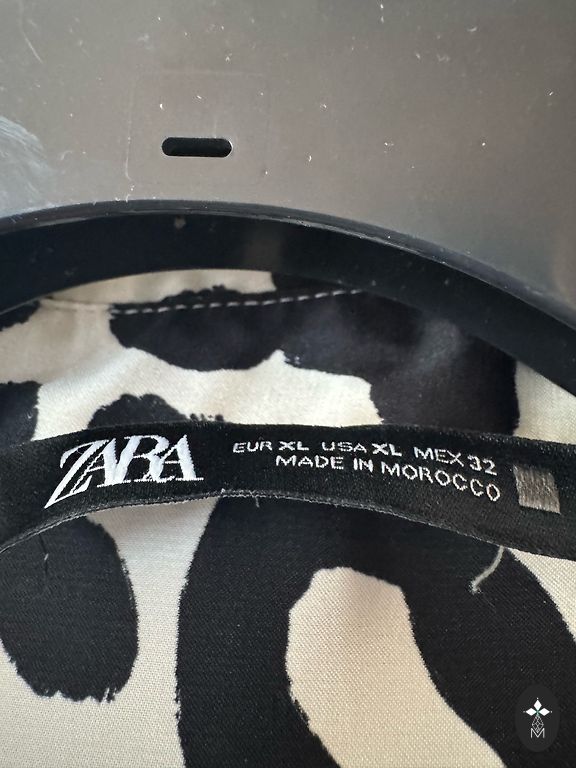 ZARA
EUR XL USA XL MEX 32
MADE IN MOROCCO
M